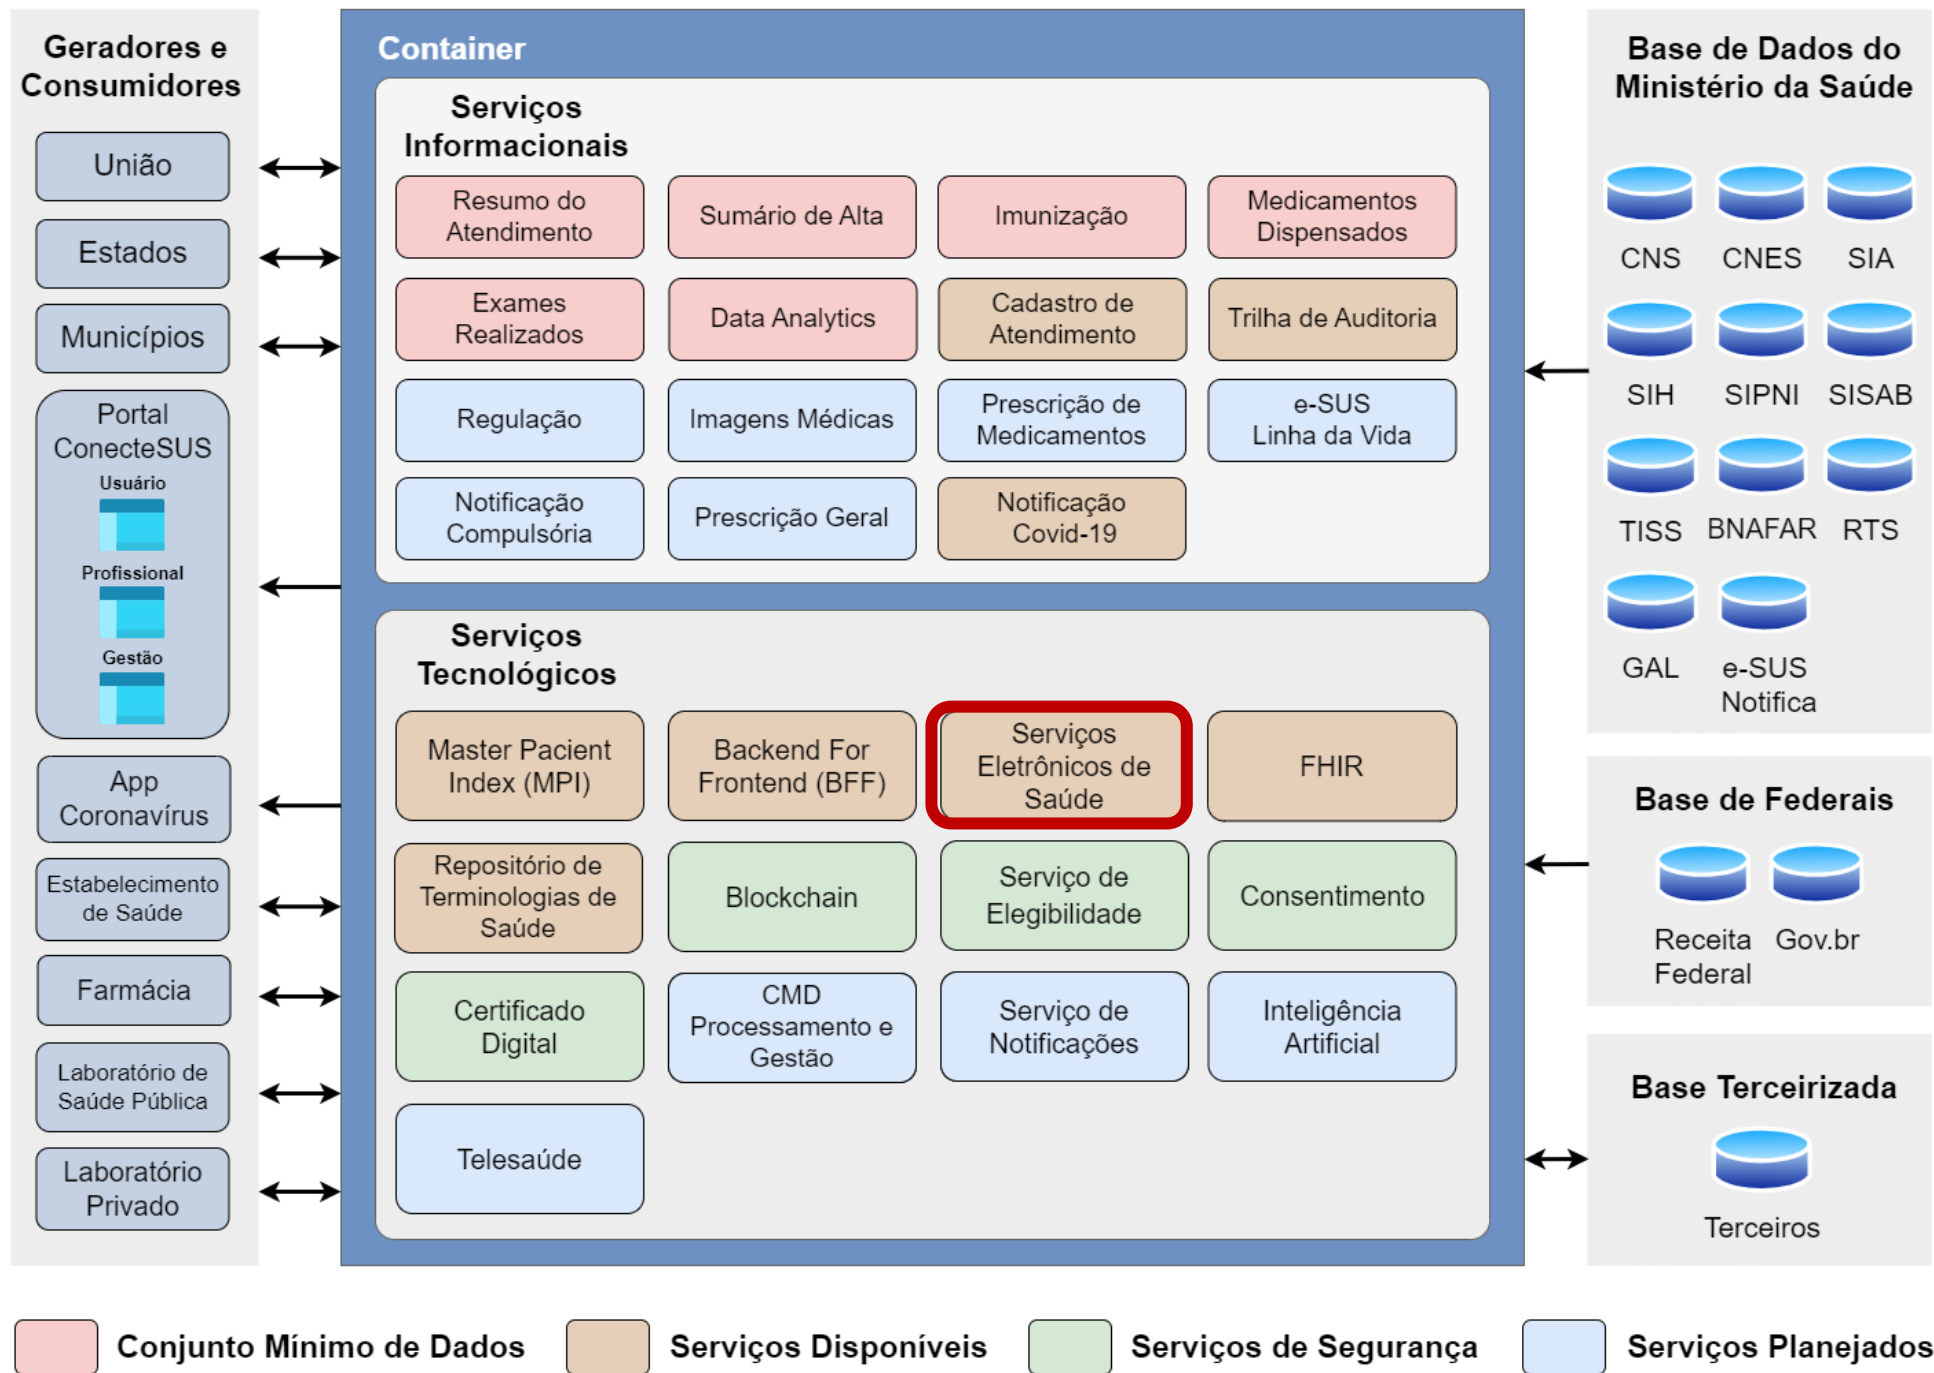 Geradores e
Consumidores
União
Estados
Municípios
Portal
ConecteSUS
Usuário
Profissional
Gestão
App
Coronavírus
Estabelecimento
de Saúde
Farmácia
Laboratório de
Saúde Pública
Laboratório
Privado
Container
Serviços
Informacionais
Resumo do
Atendimento
Sumário de Alta
Imunização
Medicamentos
Dispensados
Exames
Realizados
Data Analytics
Cadastro de
Atendimento
Trilha de Auditoria
Regulação
Imagens Médicas
Prescrição de
Medicamentos
e-SUS
Linha da Vida
Notificação
Compulsória
Prescrição Geral
Notificação
Covid-19
Serviços
Tecnológicos
Master Pacient
Index (MPI)
Backend For
Frontend (BFF)
Serviços
Eletrônicos de
Saúde
FHIR
Repositório de
Terminologias de
Saúde
Blockchain
Serviço de
Elegibilidade
Consentimento
Certificado
Digital
CMD
Processamento e
Gestão
Serviço de
Notificações
Inteligência
Artificial
Telesaúde
Base de Dados do
Ministério da Saúde
CNS
CNES
SIA
SIH
SIPNI
SISAB
TISS
BNAFAR
RTS
GAL
e-SUS
Notifica
Base de Federais
Receita
Federal
Gov.br
Base Terceirizada
Terceiros
Conjunto Mínimo de Dados
Serviços Disponíveis
Serviços de Segurança
Serviços Planejados